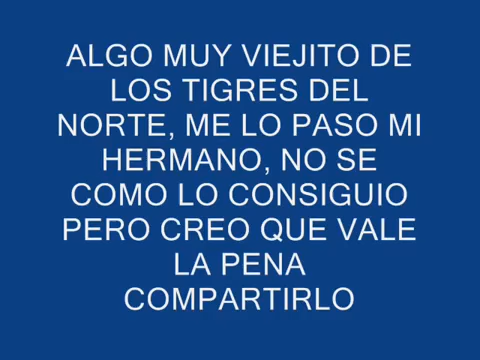 ALGO MUY VIEJITO DE
LOS TIGRES DEL
NORTE, ME LO PASO MI
HERMANO, NO SE
COMO LO CONSIGUIO
PERO CREO QUE VALE
LA PENA
COMPARTIRLO